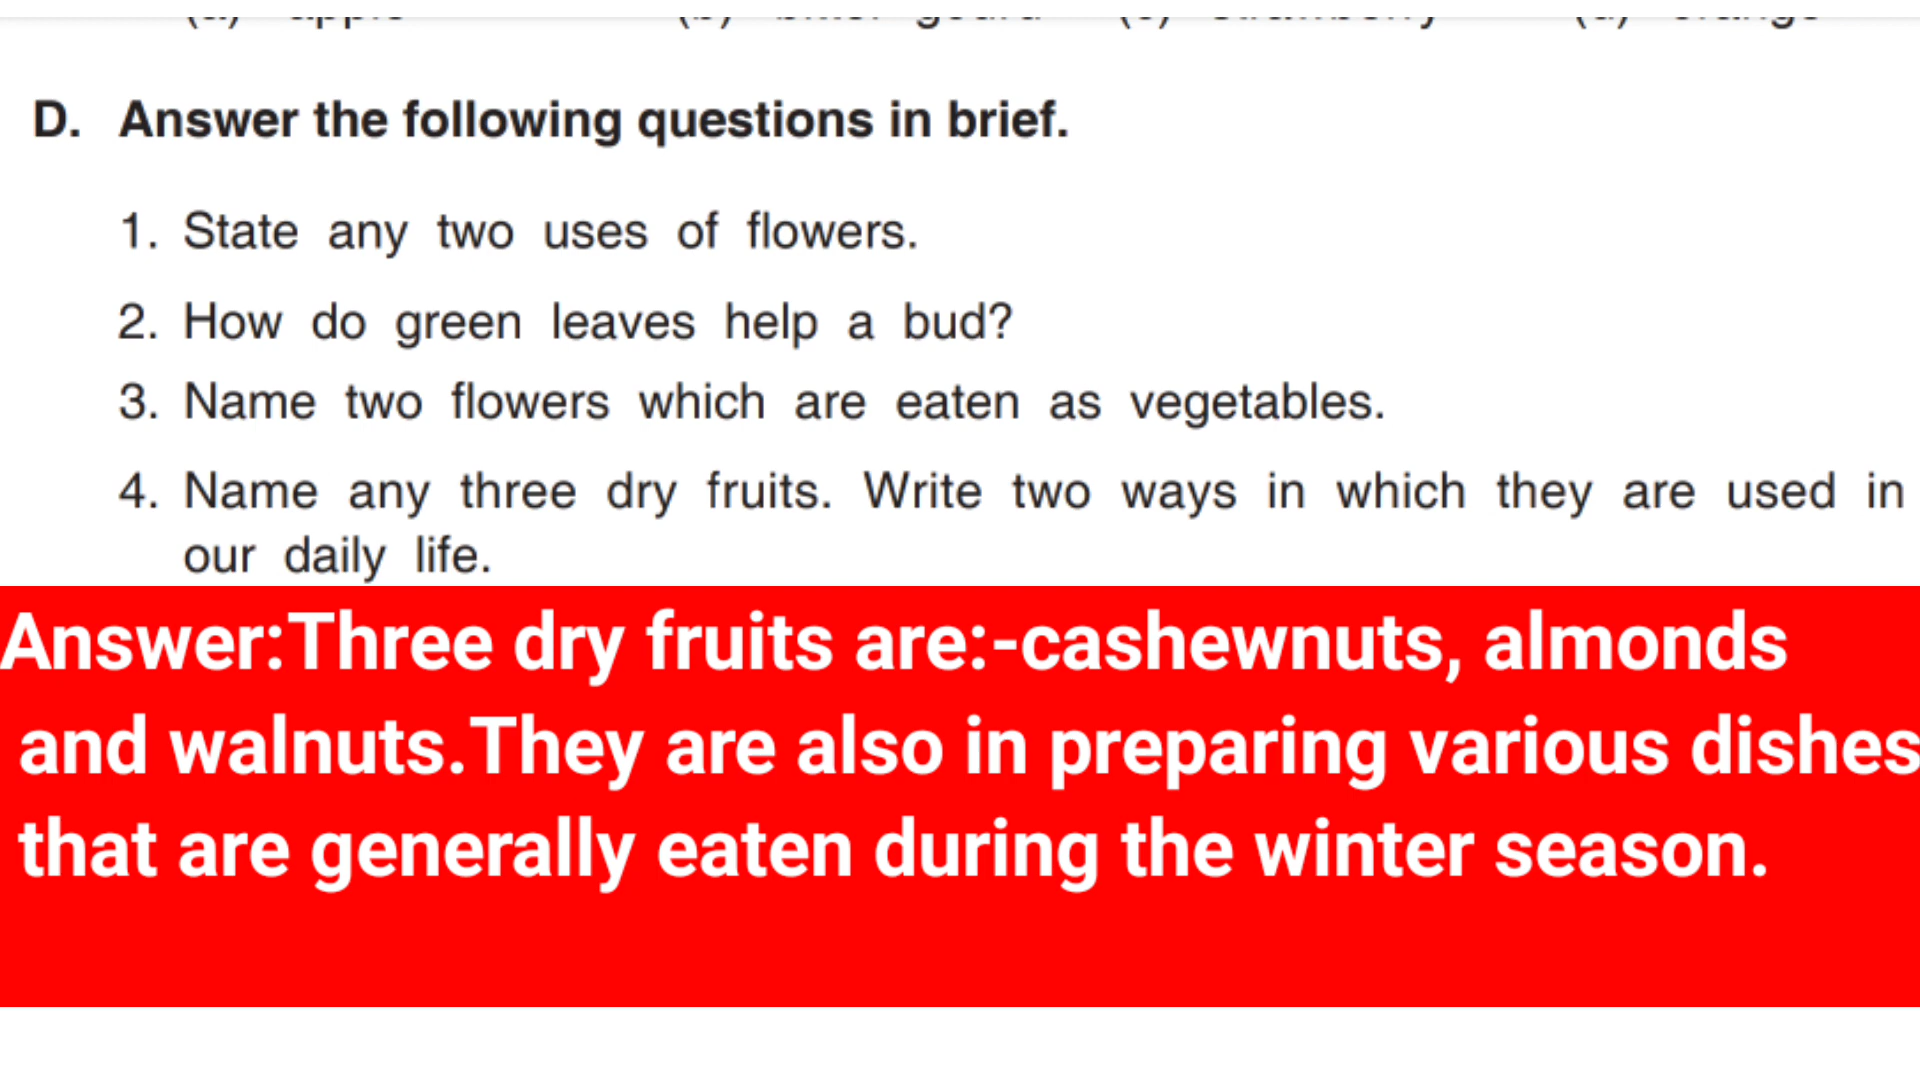 D. Answer the following questions in brief.
1. State any two uses of flowers.
2. How do green leaves help a bud?
3. Name two flowers which are eaten as vegetables.
4. Name any three dry fruits. Write two ways in which they are used in
our daily life.
Answer:Three dry fruits are:-cashewnuts, almonds
and walnuts.They are also in preparing various dishes
that are generally eaten during the winter season.